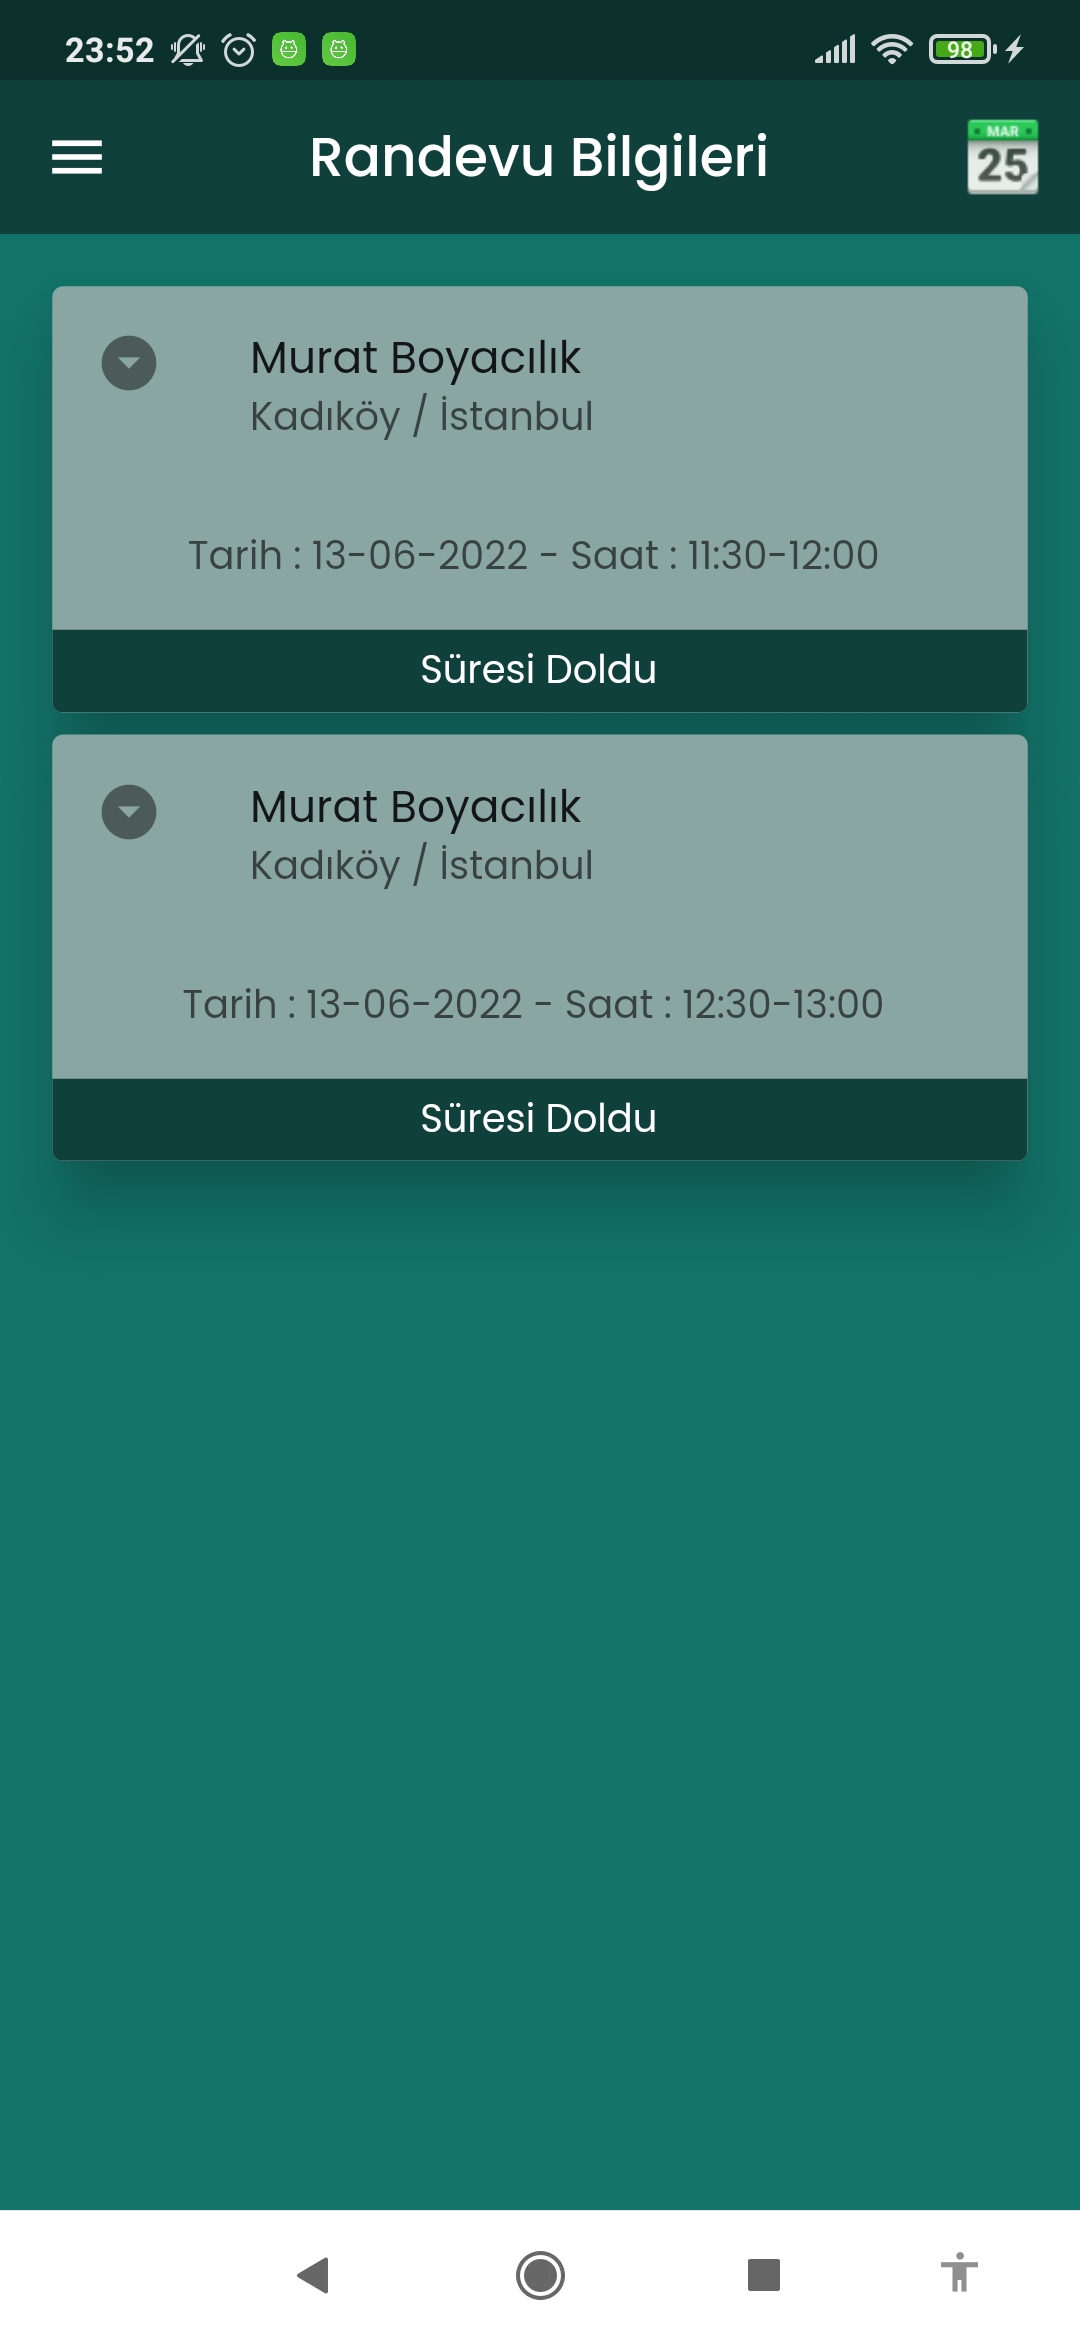 23:52
98
Randevu Bilgileri
MAR
25
Murat Boyacılık
Kadıköy / İstanbul
Tarih : 13-06-2022 - Saat : 11:30-12:00
Süresi Doldu
Murat Boyacılık
Kadıköy / İstanbul
Tarih : 13-06-2022 - Saat : 12:30-13:00
Süresi Doldu